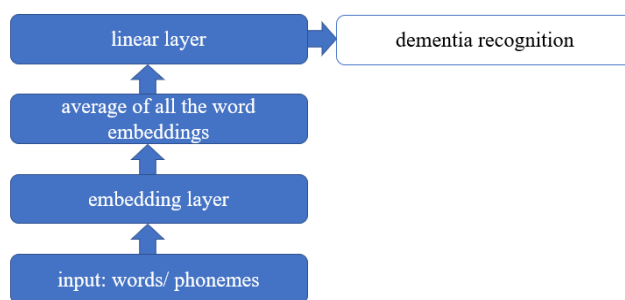 linear layer
dementia recognition
average of all the word
embeddings
embedding layer
input: words/ phonemes